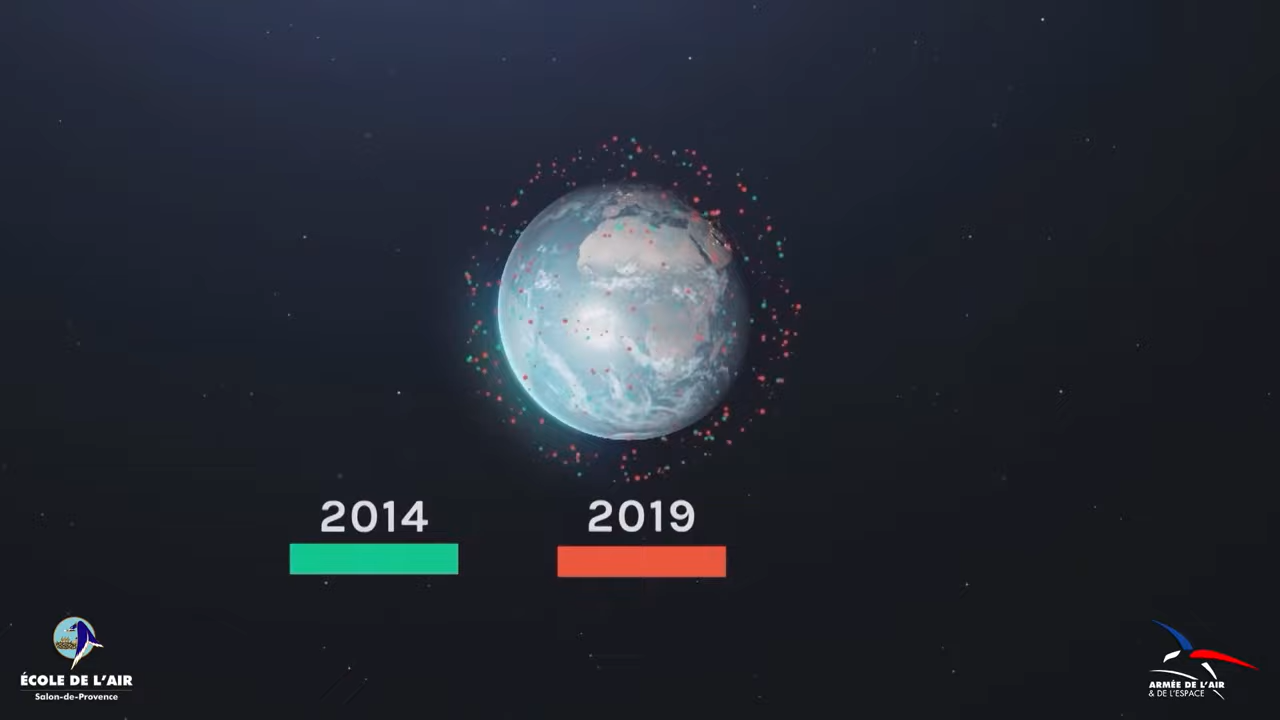 2014
2019
ÉCOLE DE L'AIR
Salon-de-Provence
ARMÉE DE L'AIR
& DE L'ESPACE